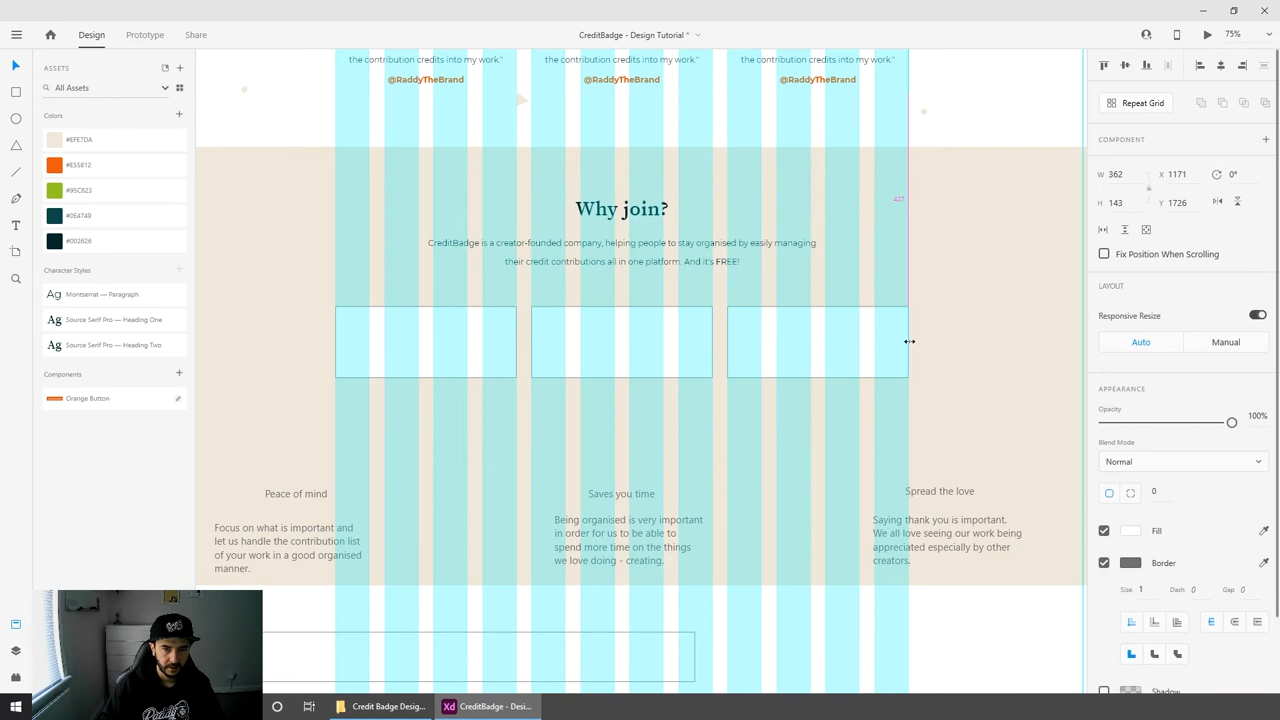 Design
Prototype
Share
CreditBadge - Design Tutorial *
75%
ASSETS
All Assets
Colors
#EFE7DA
#E55812
#95C623
#0E4749
#002626
Character Styles
Ag Montserrat — Paragraph
Ag Source Serif Pro — Heading One
Ag Source Serif Pro — Heading Two
Components
Orange Button
the contribution credits into my work."
the contribution credits into my work."
the contribution credits into my work."
@RaddyTheBrand
@RaddyTheBrand
@RaddyTheBrand
Why join?
CreditBadge is a creator-founded company, helping people to stay organised by easily managing
their credit contributions all in one platform. And it's FREE!
427
Peace of mind
Focus on what is important and
let us handle the contribution list
of your work in a good organised
manner.
Saves you time
Being organised is very important
in order for us to be able to
spend more time on the things
we love doing - creating.
Spread the love
Saying thank you is important.
We all love seeing our work being
appreciated especially by other
creators.
Repeat Grid
COMPONENT
W 362 X 1171 0°
H 143 Y 1726
Fix Position When Scrolling
LAYOUT
Responsive Resize
Auto Manual
APPEARANCE
Opacity
100%
Blend Mode
Normal
0
Fill
Border
Size 1 Dash 0 Gap 0
Shadow
Credit Badge Desig...
Xd CreditBadge - Desi...